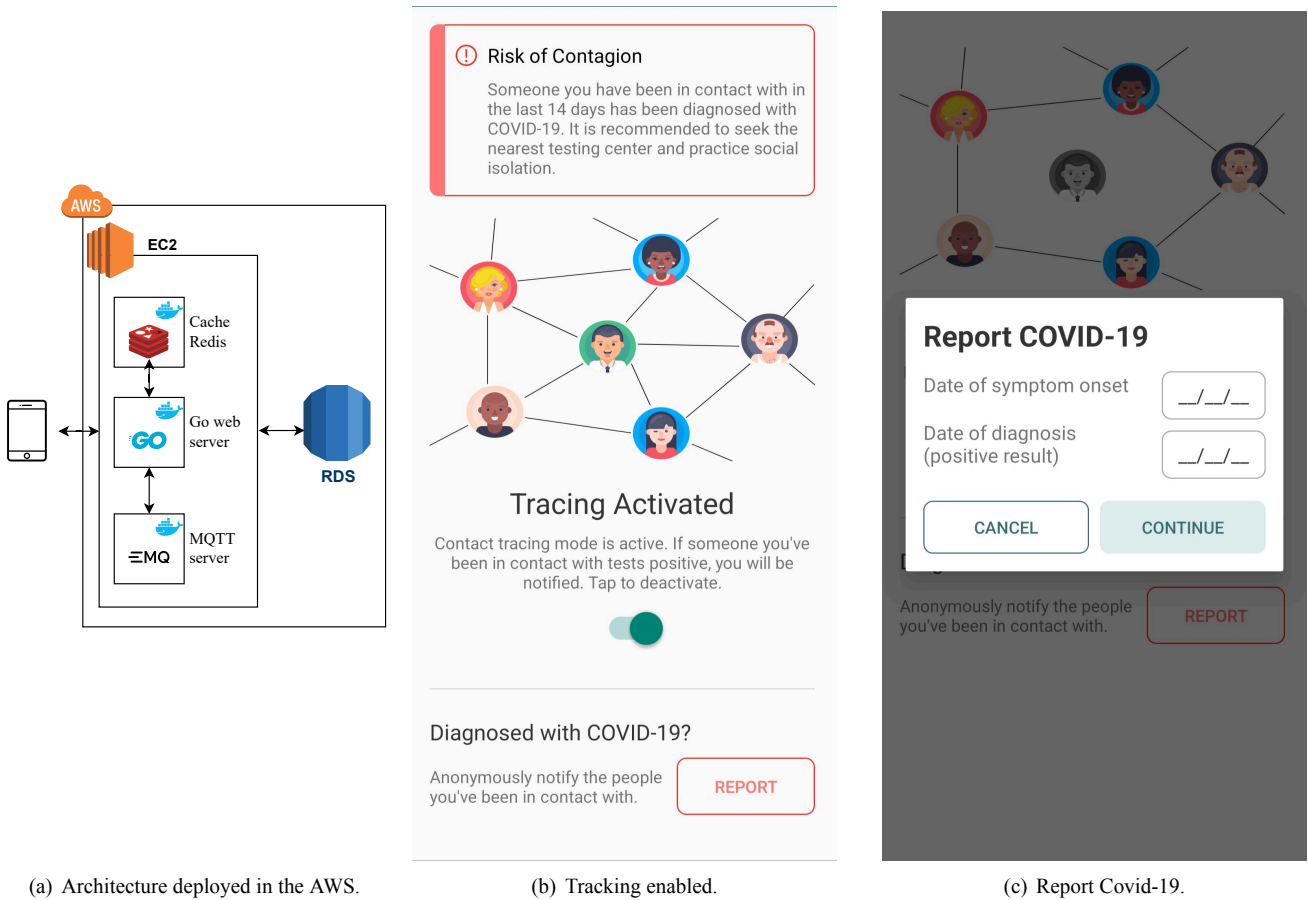 AWS
EC2
Cache
Redis
GO
Go web
server
EMQ
MQTT
server
RDS
Risk of Contagion
Someone you have been in contact with in
the last 14 days has been diagnosed with
COVID-19. It is recommended to seek the
nearest testing center and practice social
isolation.
Tracing Activated
Contact tracing mode is active. If someone you've
been in contact with tests positive, you will be
notified. Tap to deactivate.
Diagnosed with COVID-19?
Anonymously notify the people
you've been in contact with.
REPORT
Report COVID-19
Date of symptom onset
__/__/__
Date of diagnosis
(positive result)
__/__/__
CANCEL
CONTINUE
Anonymously notify the people
you've been in contact with.
REPORT
(a) Architecture deployed in the AWS.
(b) Tracking enabled.
(c) Report Covid-19.